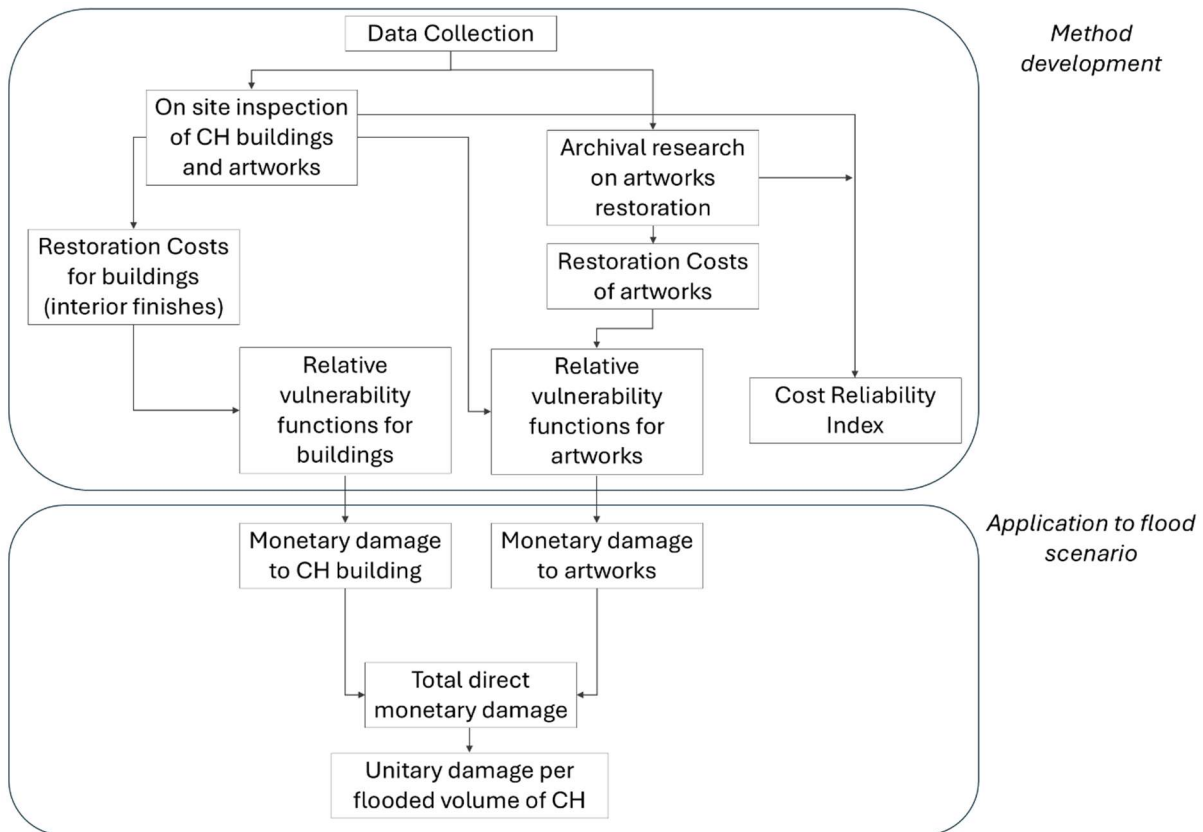 Data Collection
Method
development
On site inspection
of CH buildings
and artworks
Archival research
on artworks
restoration
Restoration Costs
for buildings
(interior finishes)
Restoration Costs
of artworks
Relative
vulnerability
functions for
buildings
Relative
vulnerability
functions for
artworks
Cost Reliability
Index
Application to flood
scenario
Monetary damage
to CH building
Monetary damage
to artworks
Total direct
monetary damage
Unitary damage per
flooded volume of CH